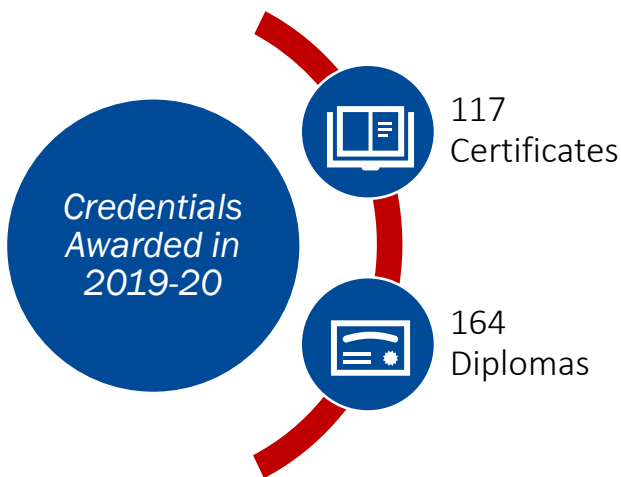 Credentials
Awarded in
2019-20
117
Certificates
164
Diplomas